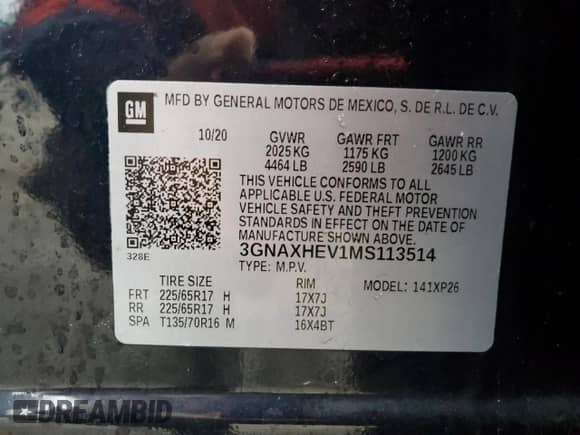 GM
MFD BY GENERAL MOTORS DE MEXICO, S. DE R.L. DE C.V.
10/20 GVWR GAWR FRT GAWR RR
2025 KG 1175 KG 1200 KG
4464 LB 2590 LB 2645 LB
THIS VEHICLE CONFORMS TO ALL
APPLICABLE U.S. FEDERAL MOTOR
VEHICLE SAFETY AND THEFT PREVENTION
STANDARDS IN EFFECT ON THE DATE OF
MANUFACTURE SHOWN ABOVE.
328E 3GNAXHEV1MS113514
TYPE: M.P.V.
TIRE SIZE RIM MODEL: 141XP26
FRT 225/65R17 H 17X7J
RR 225/65R17 H 17X7J
SPA T135/70R16 M 16X4BT
DREAMBID